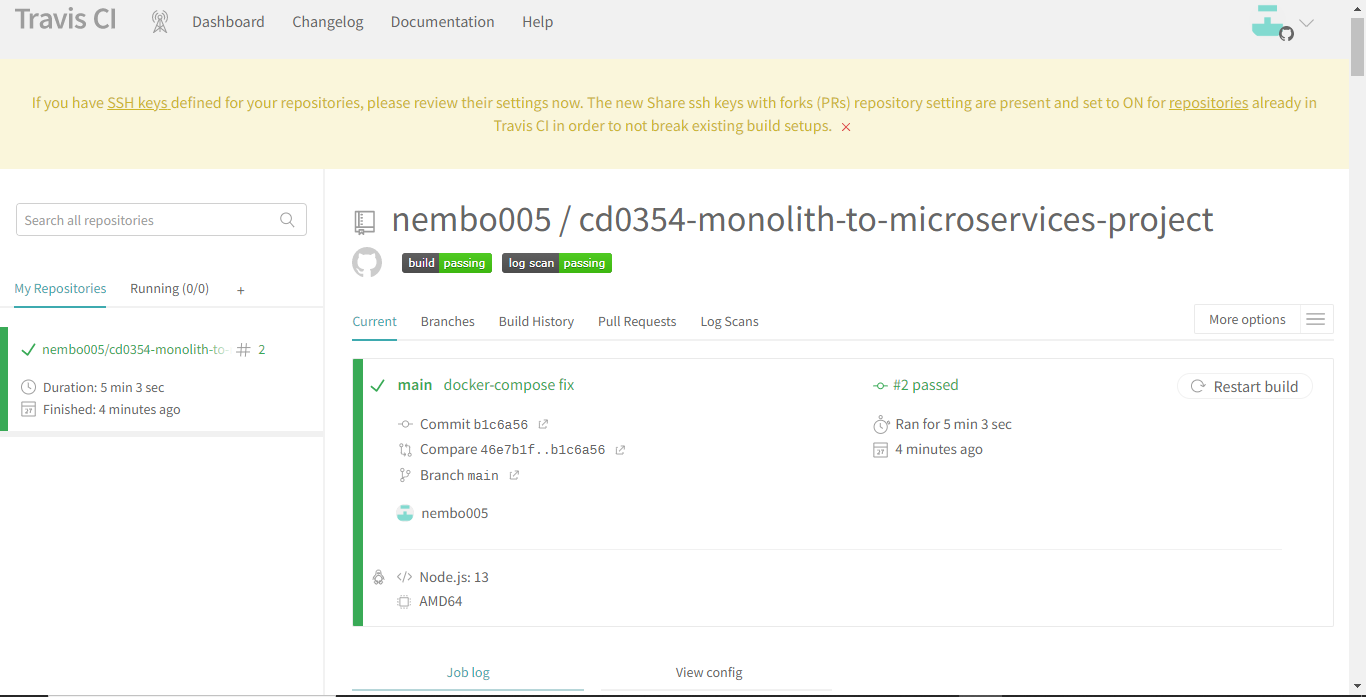 Travis CI
Dashboard
Changelog
Documentation
Help
If you have SSH keys defined for your repositories, please review their settings now. The new Share ssh keys with forks (PRs) repository setting are present and set to ON for repositories already in
Travis CI in order to not break existing build setups.
Search all repositories
My Repositories
Running (0/0)
+
nembo005/cd0354-monolith-to-
# 2
Duration: 5 min 3 sec
Finished: 4 minutes ago
nembo005 / cd0354-monolith-to-microservices-project
build passing
log scan passing
Current
Branches
Build History
Pull Requests
Log Scans
More options
main docker-compose fix
#2 passed
Restart build
Commit b1c6a56
Ran for 5 min 3 sec
Compare 46e7b1f..b1c6a56
4 minutes ago
Branch main
nembo005
Node.js: 13
AMD64
Job log
View config